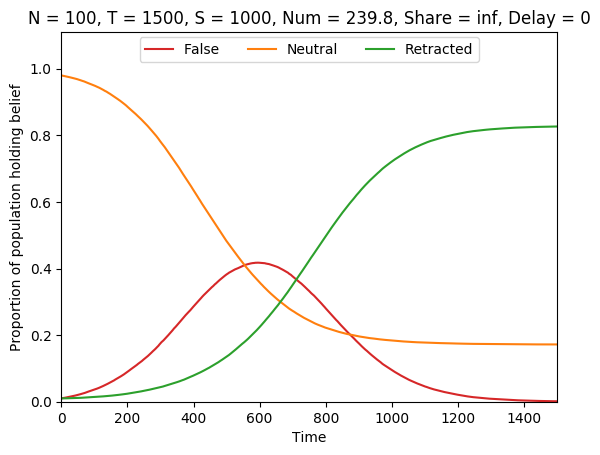 N = 100, T = 1500, S = 1000, Num = 239.8, Share = inf, Delay = 0
False Neutral Retracted
Proportion of population holding belief
1.0
0.8
0.6
0.4
0.2
0.0
0 200 400 600 800 1000 1200 1400
Time